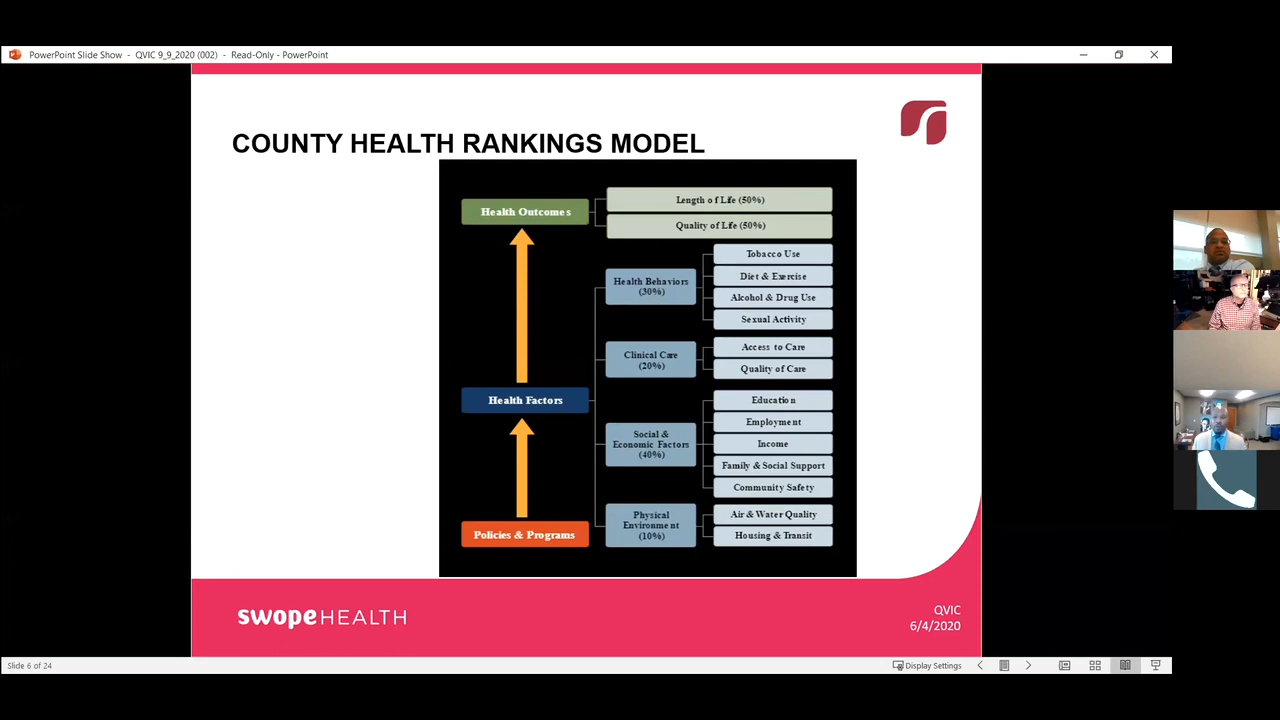 PowerPoint Slide Show - QVIC 9_9_2020 (002) - Read-Only - PowerPoint
COUNTY HEALTH RANKINGS MODEL
Health Outcomes
Length of Life (50%)
Quality of Life (50%)
Health Factors
Health Behaviors
(30%)
Tobacco Use
Diet & Exercise
Alcohol & Drug Use
Sexual Activity
Clinical Care
(20%)
Access to Care
Quality of Care
Social &
Economic Factors
(40%)
Education
Employment
Income
Family & Social Support
Community Safety
Physical
Environment
(10%)
Air & Water Quality
Housing & Transit
Policies & Programs
swopeHEALTH
QVIC
6/4/2020
Slide 6 of 24
Display Settings